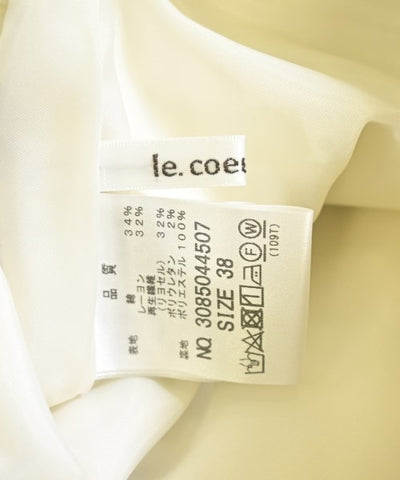 le.coeu
品質
表地 綿 34%
レーヨン 32%
再生繊維
(リヨセル) 32%
ポリウレタン 2%
裏地 ポリエステル 100%
NO. 3085044507
SIZE 38
F W
(109T)